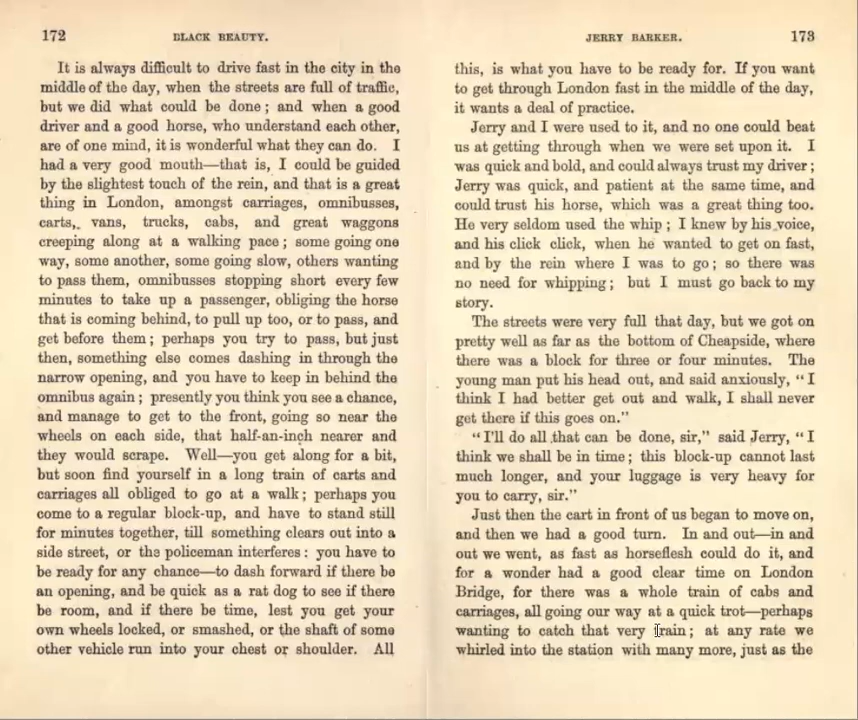 172
BLACK BEAUTY.
It is always difficult to drive fast in the city in the
middle of the day, when the streets are full of traffic,
but we did what could be done; and when a good
driver and a good horse, who understand each other,
are of one mind, it is wonderful what they can do. I
had a very good mouth—that is, I could be guided
by the slightest touch of the rein, and that is a great
thing in London, amongst carriages, omnibusses,
carts, vans, trucks, cabs, and great waggons
creeping along at a walking pace; some going one
way, some another, some going slow, others wanting
to pass them, omnibusses stopping short every few
minutes to take up a passenger, obliging the horse
that is coming behind, to pull up too, or to pass, and
get before them; perhaps you try to pass, but just
then, something else comes dashing in through the
narrow opening, and you have to keep in behind the
omnibus again; presently you think you see a chance,
and manage to get to the front, going so near the
wheels on each side, that half-an-inch nearer and
they would scrape. Well—you get along for a bit,
but soon find yourself in a long train of carts and
carriages all obliged to go at a walk; perhaps you
come to a regular block-up, and have to stand still
for minutes together, till something clears out into a
side street, or the policeman interferes: you have to
be ready for any chance—to dash forward if there be
an opening, and be quick as a rat dog to see if there
be room, and if there be time, lest you get your
own wheels locked, or smashed, or the shaft of some
other vehicle run into your chest or shoulder. All
JERRY BARKER.
173
this, is what you have to be ready for. If you want
to get through London fast in the middle of the day,
it wants a deal of practice.
Jerry and I were used to it, and no one could beat
us at getting through when we were set upon it. I
was quick and bold, and could always trust my driver;
Jerry was quick, and patient at the same time, and
could trust his horse, which was a great thing too.
He very seldom used the whip; I knew by his voice,
and his click click, when he wanted to get on fast,
and by the rein where I was to go; so there was
no need for whipping; but I must go back to my
story.
The streets were very full that day, but we got on
pretty well as far as the bottom of Cheapside, where
there was a block for three or four minutes. The
young man put his head out, and said anxiously, "I
think I had better get out and walk, I shall never
get there if this goes on."
"I'll do all that can be done, sir," said Jerry, "I
think we shall be in time; this block-up cannot last
much longer, and your luggage is very heavy for
you to carry, sir."
Just then the cart in front of us began to move on,
and then we had a good turn. In and out—in and
out we went, as fast as horseflesh could do it, and
for a wonder had a good clear time on London
Bridge, for there was a whole train of cabs and
carriages, all going our way at a quick trot—perhaps
wanting to catch that very train; at any rate we
whirled into the station with many more, just as the